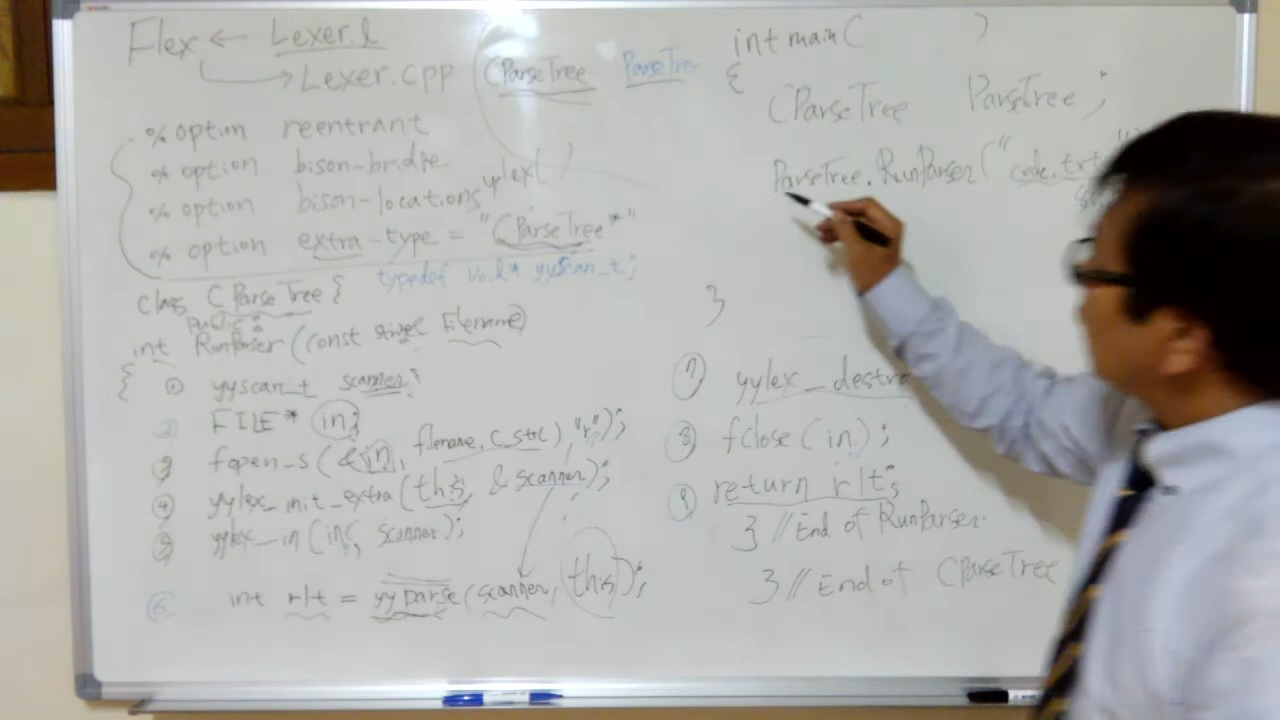 Flex ← Lexer.l
→ Lexer.cpp
CParseTree ParseTree
% option reentrant
% option bison-bridge
% option bison-locations
yylex( )
% option extra-type = "CParseTree*"
typedef void* yyscan_t;
class CParseTree {
public:
int RunParser (const string Filename)
{ ① yyscan_t scanner;
② FILE* in;
③ fopen_s (&in, filename.c_str(), "r");
④ yylex_init_extra(this, &scanner);
⑤ yylex_in (in, scanner);
⑥ int rlt = yyparse(scanner, this);
int main( )
{
CParseTree ParseTree;
ParseTree.RunParser("code.txt
}
⑦ yylex_destro
⑧ fclose(in);
⑨ return rlt;
} // End of RunParser
} // End of CParseTree